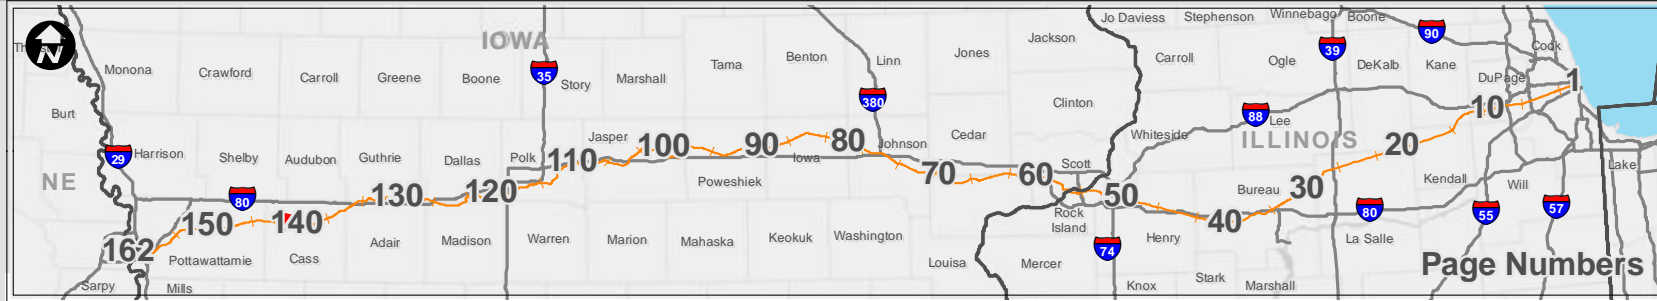 Jo Daviess Stephenson Winnebago Boone
90
IOWA
N
Jackson
39
Cock
Benton
Linn
Jones
Carroll
Ogle
DeKalb
Kane
Tama
Monona
Crawford
Carroll
Greene
Boone
35
Story
Marshall
DuPage
1
380
Clinton
10
Burt
88
Lee
Jasper
100
90
80
Cedar
Whiteside
ILLINOIS
20
Johnson
29
Harrison
Shelby
Audubon
Guthrie
Dallas
Polk
110
Iowa
Scott
Lake
NE
70
60
Poweshiek
Kendall
Will
80
130
120
50
Bureau
30
150
140
Rock
Island
40
80
55
57
162
Adair
Madison
Warren
Marion
Mahaska
Keokuk
Washington
74
Henry
La Salle
Pottawattamie
Cass
Louisa
Mercer
Page Numbers
Sarpy
Mills
Knox
Stark
Marshall